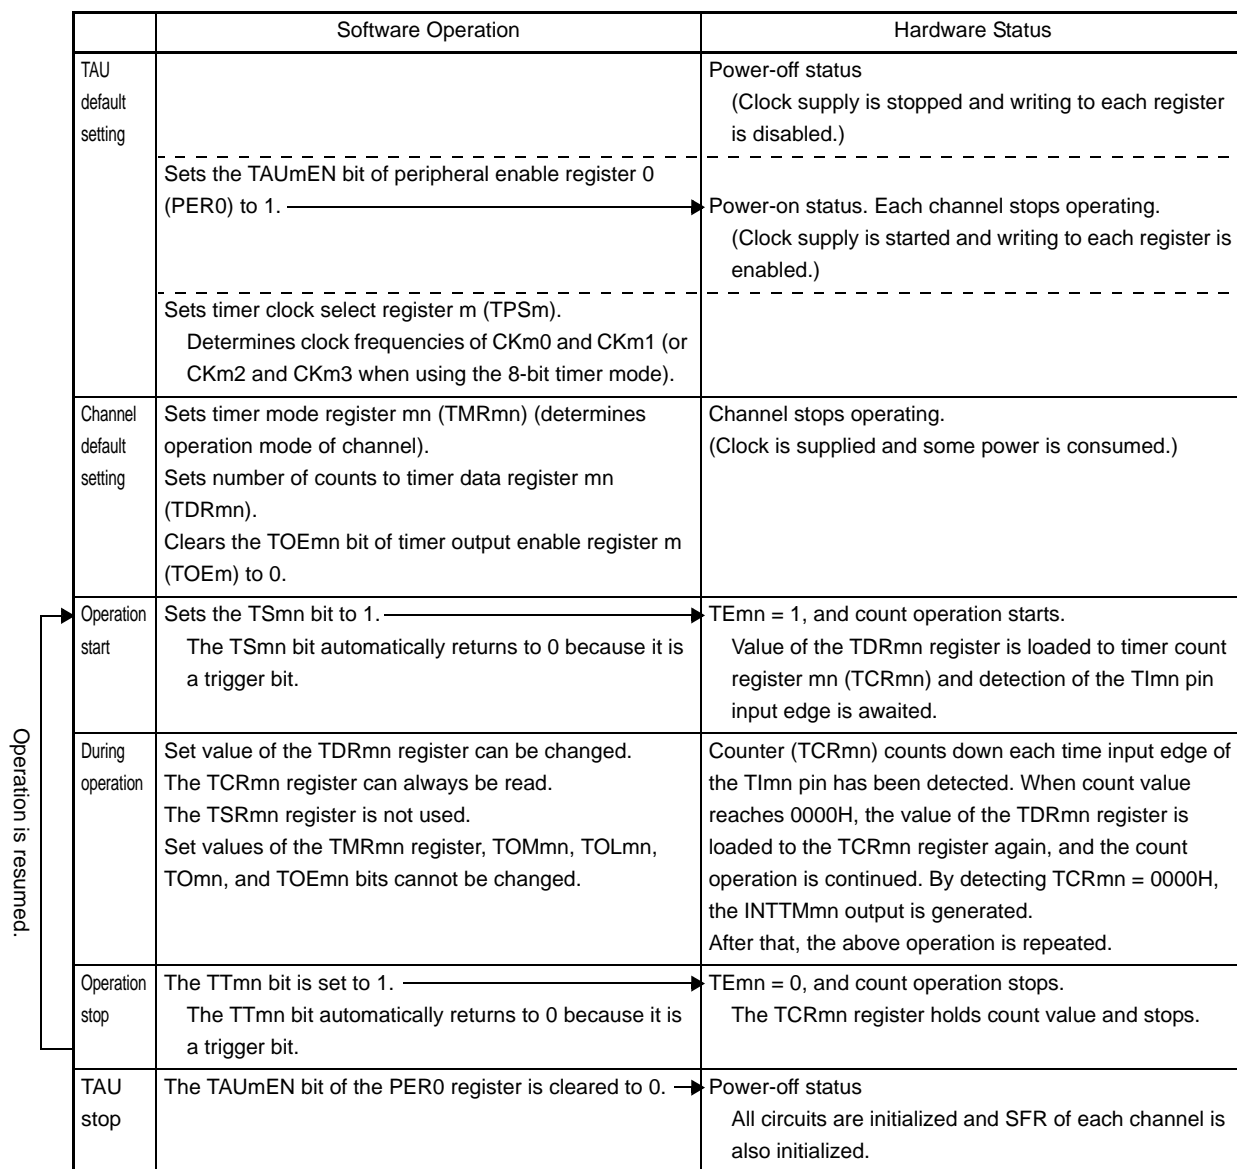 Software Operation
Hardware Status
TAU
default
setting
Power-off status
(Clock supply is stopped and writing to each register
is disabled.)
Sets the TAUmEN bit of peripheral enable register 0
(PER0) to 1.
Power-on status. Each channel stops operating.
(Clock supply is started and writing to each register is
enabled.)
Sets timer clock select register m (TPSm).
Determines clock frequencies of CKm0 and CKm1 (or
CKm2 and CKm3 when using the 8-bit timer mode).
Channel
default
setting
Sets timer mode register mn (TMRmn) (determines
operation mode of channel).
Sets number of counts to timer data register mn
(TDRmn).
Clears the TOEmn bit of timer output enable register m
(TOEm) to 0.
Channel stops operating.
(Clock is supplied and some power is consumed.)
Operation
start
Sets the TSmn bit to 1.
The TSmn bit automatically returns to 0 because it is
a trigger bit.
TEmn = 1, and count operation starts.
Value of the TDRmn register is loaded to timer count
register mn (TCRmn) and detection of the TImn pin
input edge is awaited.
During
operation
Set value of the TDRmn register can be changed.
The TCRmn register can always be read.
The TSRmn register is not used.
Set values of the TMRmn register, TOMmn, TOLmn,
TOmn, and TOEmn bits cannot be changed.
Counter (TCRmn) counts down each time input edge of
the TImn pin has been detected. When count value
reaches 0000H, the value of the TDRmn register is
loaded to the TCRmn register again, and the count
operation is continued. By detecting TCRmn = 0000H,
the INTTMmn output is generated.
After that, the above operation is repeated.
Operation
stop
The TTmn bit is set to 1.
The TTmn bit automatically returns to 0 because it is
a trigger bit.
TEmn = 0, and count operation stops.
The TCRmn register holds count value and stops.
TAU
stop
The TAUmEN bit of the PER0 register is cleared to 0.
Power-off status
All circuits are initialized and SFR of each channel is
also initialized.
Operation is resumed.